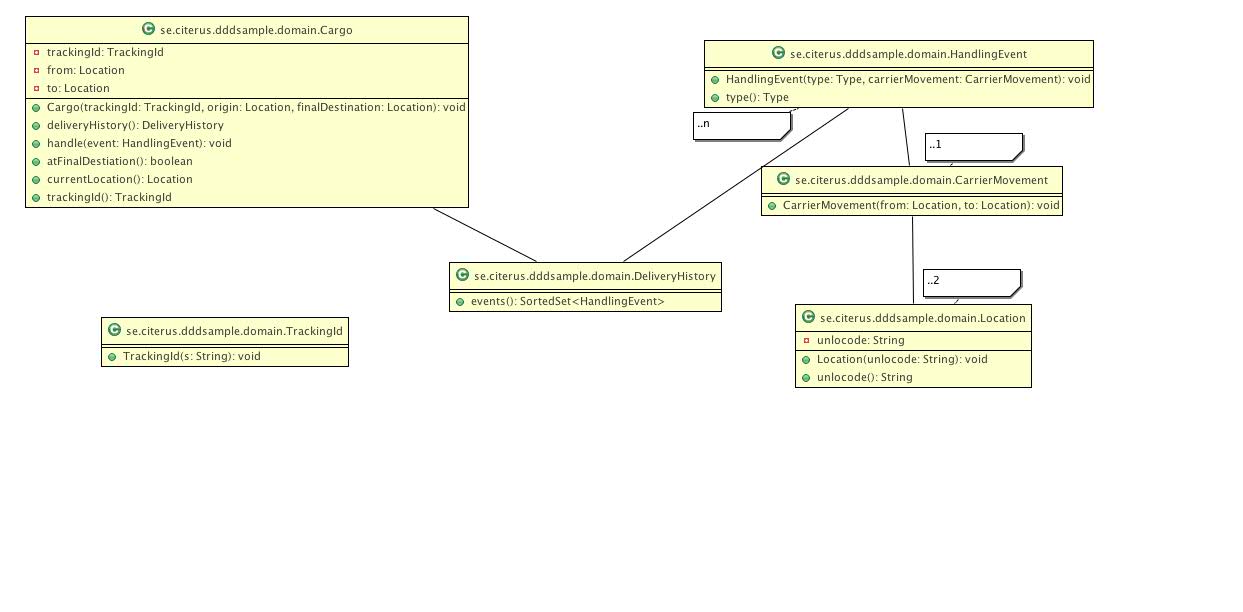 se.citerus.dddsample.domain.Cargo
trackingId: TrackingId
from: Location
to: Location
Cargo(trackingId: TrackingId, origin: Location, finalDestination: Location): void
deliveryHistory(): DeliveryHistory
handle(event: HandlingEvent): void
atFinalDestiation(): boolean
currentLocation(): Location
trackingId(): TrackingId
se.citerus.dddsample.domain.HandlingEvent
HandlingEvent(type: Type, carrierMovement: CarrierMovement): void
type(): Type
..n
..1
se.citerus.dddsample.domain.CarrierMovement
CarrierMovement(from: Location, to: Location): void
se.citerus.dddsample.domain.DeliveryHistory
events(): SortedSet<HandlingEvent>
..2
se.citerus.dddsample.domain.TrackingId
TrackingId(s: String): void
se.citerus.dddsample.domain.Location
unlocode: String
Location(unlocode: String): void
unlocode(): String